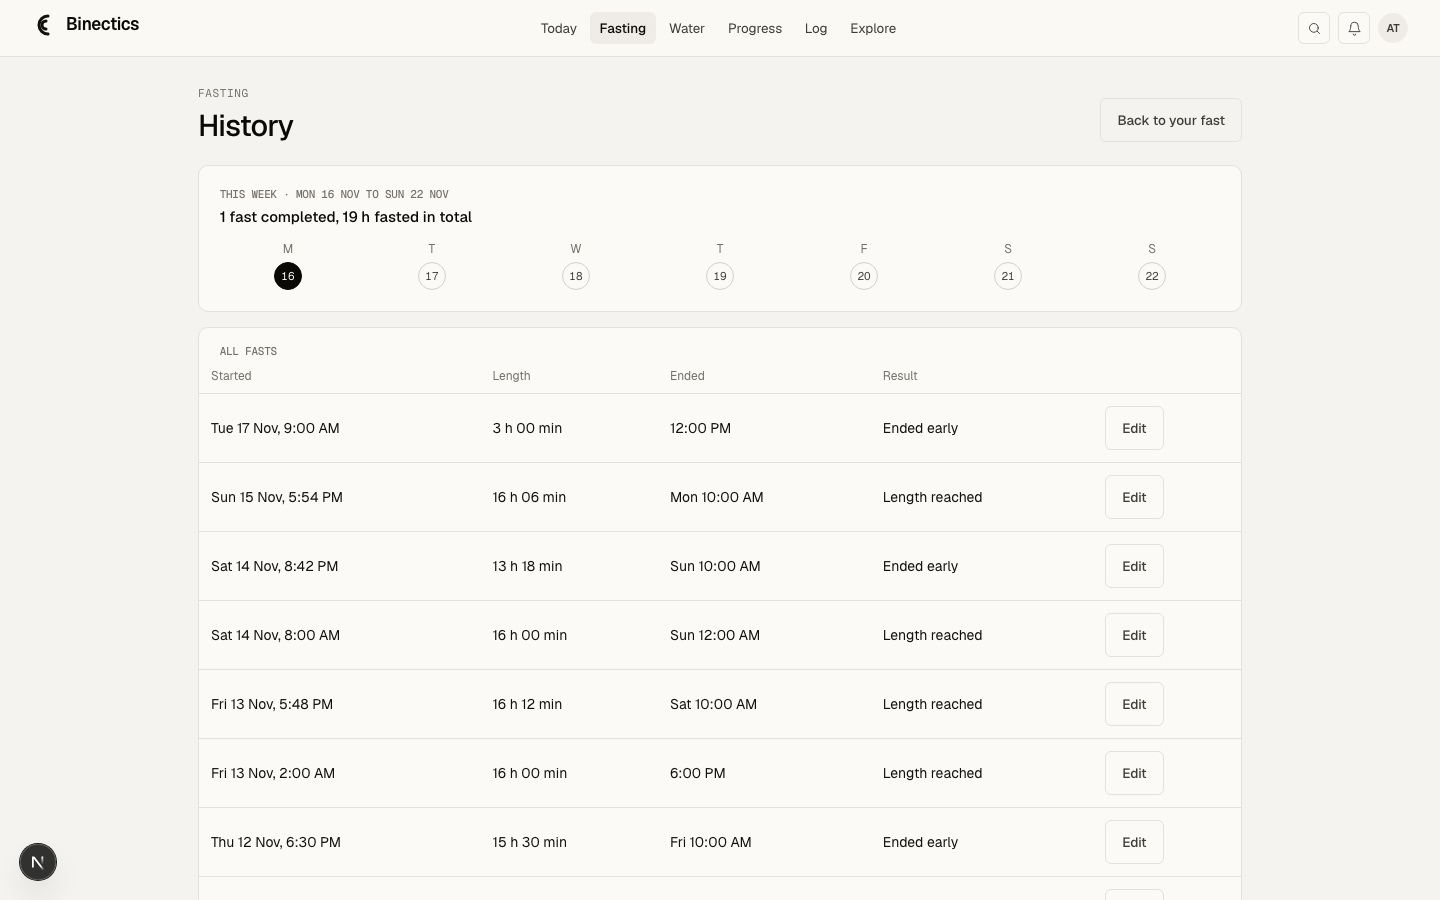 Binectics
Today Fasting Water Progress Log Explore
AT
FASTING
History
Back to your fast
THIS WEEK · MON 16 NOV TO SUN 22 NOV
1 fast completed, 19 h fasted in total
M T W T F S S
16 17 18 19 20 21 22
ALL FASTS
Started Length Ended Result
Tue 17 Nov, 9:00 AM 3 h 00 min 12:00 PM Ended early Edit
Sun 15 Nov, 5:54 PM 16 h 06 min Mon 10:00 AM Length reached Edit
Sat 14 Nov, 8:42 PM 13 h 18 min Sun 10:00 AM Ended early Edit
Sat 14 Nov, 8:00 AM 16 h 00 min Sun 12:00 AM Length reached Edit
Fri 13 Nov, 5:48 PM 16 h 12 min Sat 10:00 AM Length reached Edit
Fri 13 Nov, 2:00 AM 16 h 00 min 6:00 PM Length reached Edit
Thu 12 Nov, 6:30 PM 15 h 30 min Fri 10:00 AM Ended early Edit
N